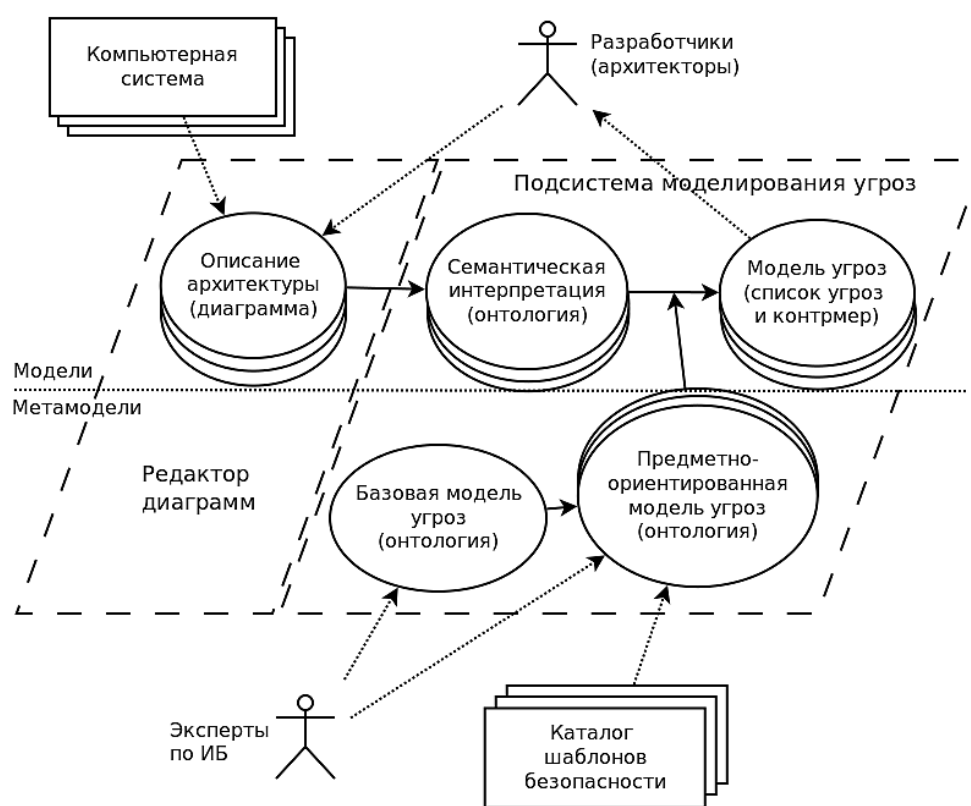 Компьютерная
система
Разработчики
(архитекторы)
Подсистема моделирования угроз
Описание
архитектуры
(диаграмма)
Семантическая
интерпретация
(онтология)
Модель угроз
(список угроз
и контрмер)
Модели
Метамодели
Редактор
диаграмм
Базовая модель
угроз
(онтология)
Предметно-
ориентированная
модель угроз
(онтология)
Эксперты
по ИБ
Каталог
шаблонов
безопасности